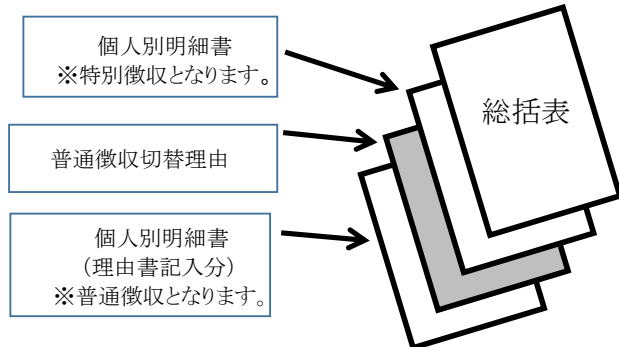 個人別明細書
※特別徴収となります。
総括表
普通徴収切替理由
個人別明細書
（理由書記入分）
※普通徴収となります。